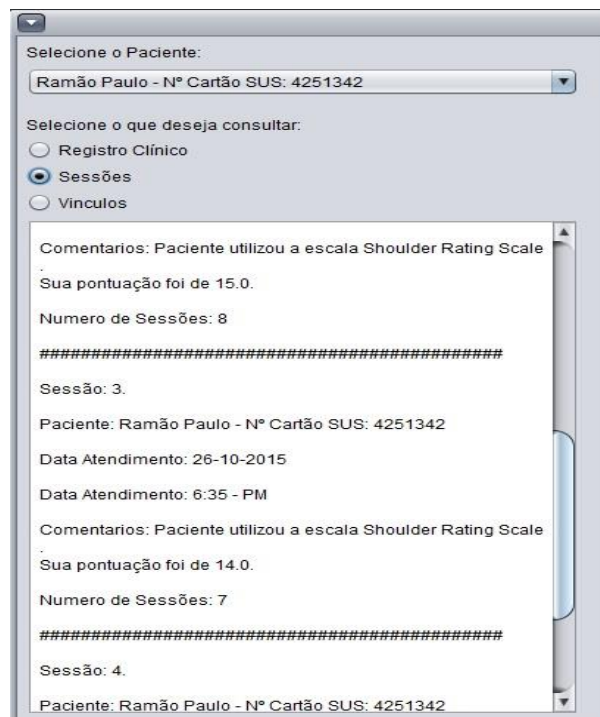 Selecione o Paciente:
Ramão Paulo - Nº Cartão SUS: 4251342
Selecione o que deseja consultar:
Registro Clínico
Sessões
Vinculos
Comentarios: Paciente utilizou a escala Shoulder Rating Scale
.
Sua pontuação foi de 15.0.
Numero de Sessões: 8
#############################################
Sessão: 3.
Paciente: Ramão Paulo - Nº Cartão SUS: 4251342
Data Atendimento: 26-10-2015
Data Atendimento: 6:35 - PM
Comentarios: Paciente utilizou a escala Shoulder Rating Scale
.
Sua pontuação foi de 14.0.
Numero de Sessões: 7
#############################################
Sessão: 4.
Paciente: Ramão Paulo - Nº Cartão SUS: 4251342